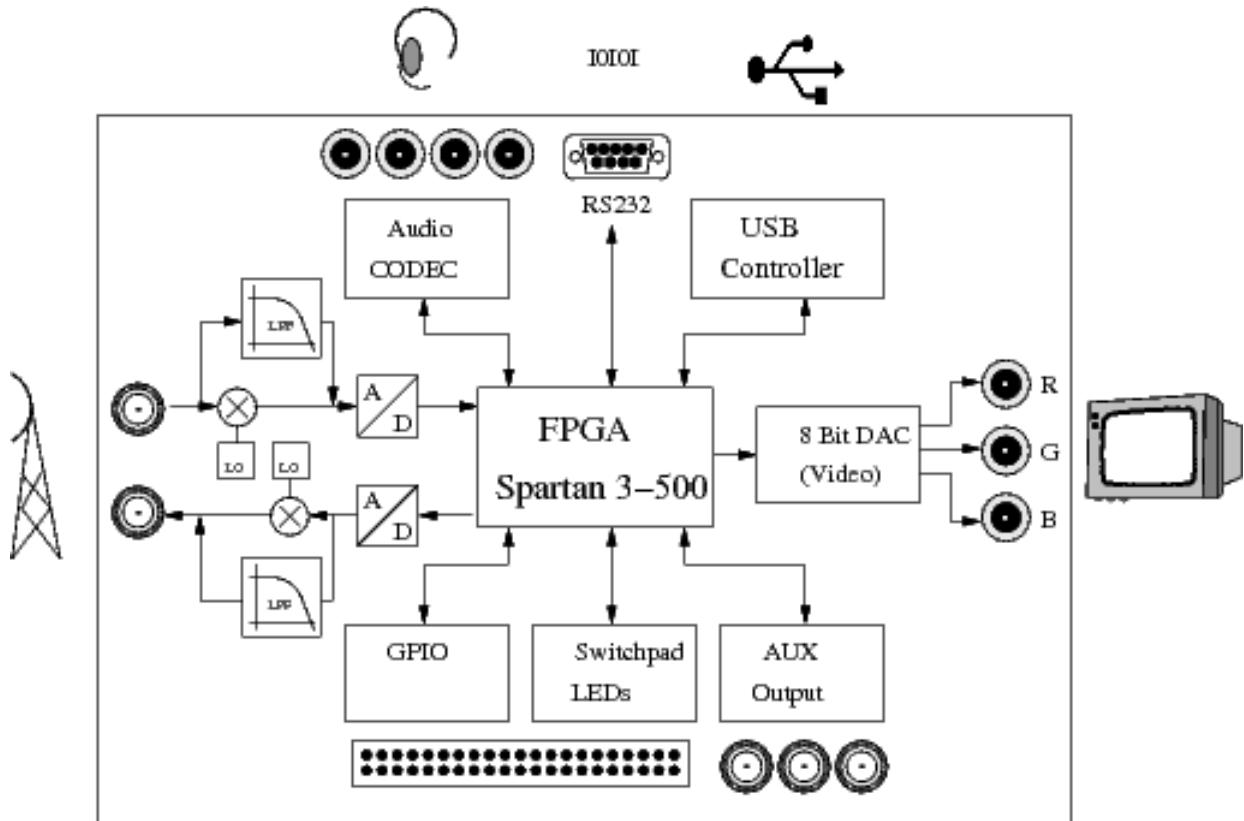 IOIOI
RS232
Audio
CODEC
USB
Controller
LPF
A
D
LO
LO
FPGA
Spartan 3-500
8 Bit DAC
(Video)
R
G
B
A
D
LPF
GPIO
Switchpad
LEDs
AUX
Output